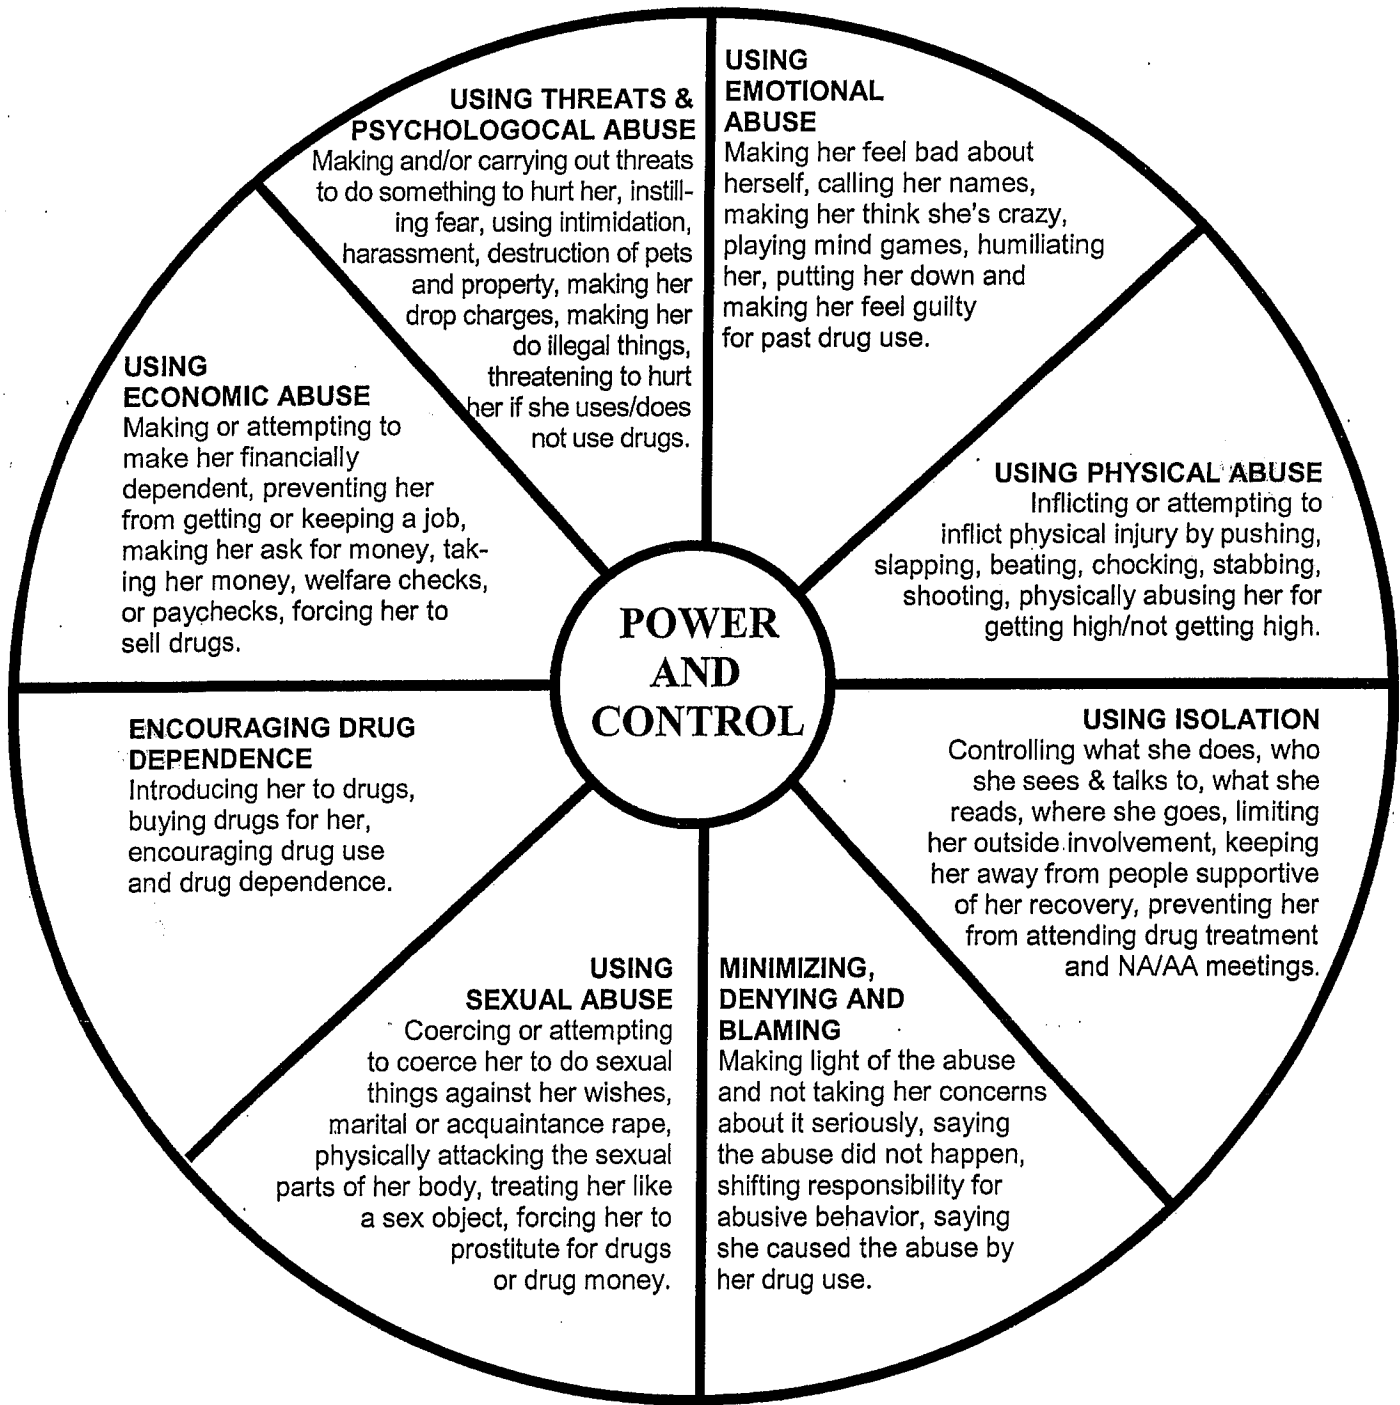 USING
EMOTIONAL
ABUSE
Making her feel bad about
herself, calling her names,
making her think she's crazy,
playing mind games, humiliating
her, putting her down and
making her feel guilty
for past drug use.
USING PHYSICAL ABUSE
Inflicting or attempting to
inflict physical injury by pushing,
slapping, beating, chocking, stabbing,
shooting, physically abusing her for
getting high/not getting high.
USING ISOLATION
Controlling what she does, who
she sees & talks to, what she
reads, where she goes, limiting
her outside involvement, keeping
her away from people supportive
of her recovery, preventing her
from attending drug treatment
and NA/AA meetings.
MINIMIZING,
DENYING AND
BLAMING
Making light of the abuse
and not taking her concerns
about it seriously, saying
the abuse did not happen,
shifting responsibility for
abusive behavior, saying
she caused the abuse by
her drug use.
USING
SEXUAL ABUSE
Coercing or attempting
to coerce her to do sexual
things against her wishes,
marital or acquaintance rape,
physically attacking the sexual
parts of her body, treating her like
a sex object, forcing her to
prostitute for drugs
or drug money.
ENCOURAGING DRUG
DEPENDENCE
Introducing her to drugs,
buying drugs for her,
encouraging drug use
and drug dependence.
USING
ECONOMIC ABUSE
Making or attempting to
make her financially
dependent, preventing her
from getting or keeping a job,
making her ask for money, tak-
ing her money, welfare checks,
or paychecks, forcing her to
sell drugs.
USING THREATS &
PSYCHOLOGOCAL ABUSE
Making and/or carrying out threats
to do something to hurt her, instill-
ing fear, using intimidation,
harassment, destruction of pets
and property, making her
drop charges, making her
do illegal things,
threatening to hurt
her if she uses/does
not use drugs.
POWER
AND
CONTROL